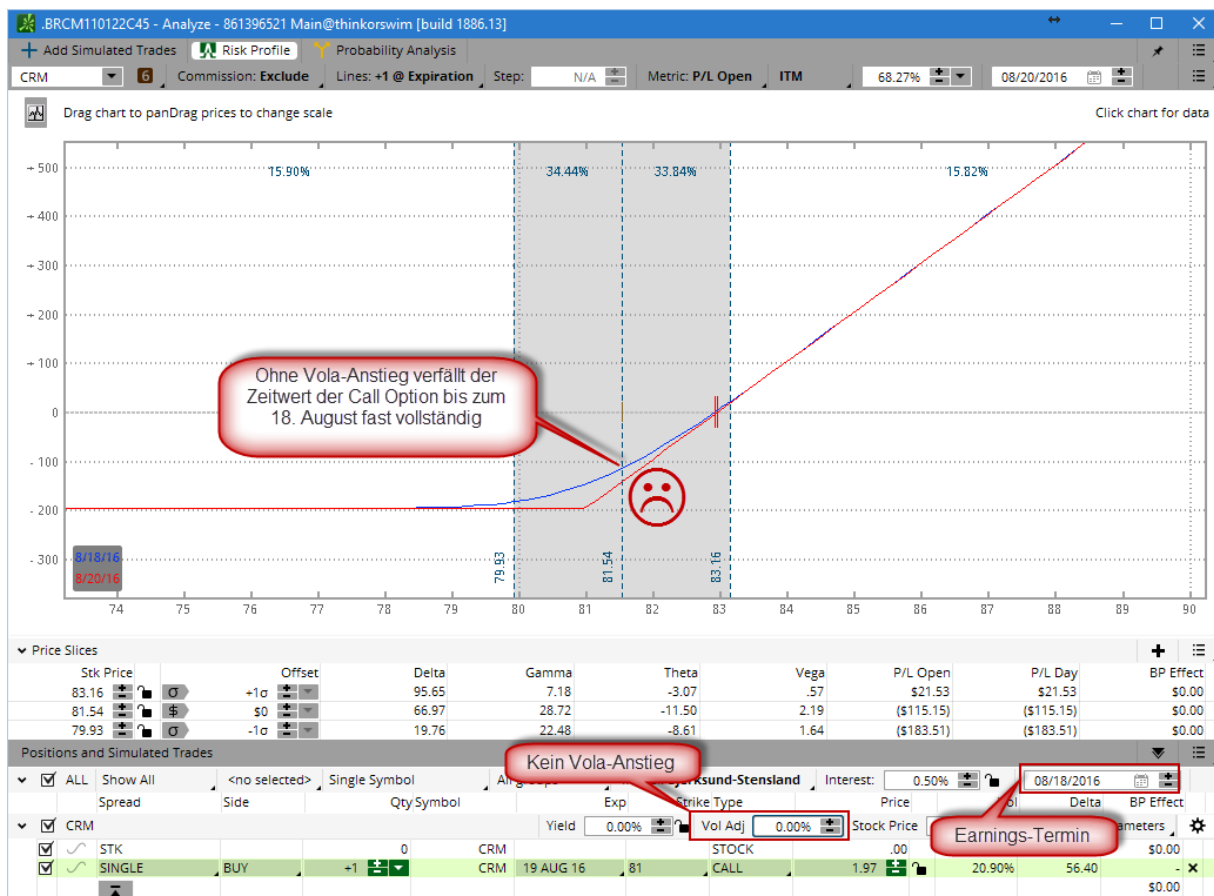 .BRCM110122C45 - Analyze - 861396521 Main@thinkorswim [build 1886.13]
Add Simulated Trades Risk Profile Probability Analysis
CRM 6 Commission: Exclude Lines: +1 @ Expiration Step: N/A Metric: P/L Open ITM 68.27% 08/20/2016
Drag chart to panDrag prices to change scale Click chart for data
+ 500
15.90% 34.44% 33.84% 15.82%
+ 400
+ 300
+ 200
+ 100
Ohne Vola-Anstieg verfällt der
Zeitwert der Call Option bis zum
18. August fast vollständig
0
- 100
- 200
- 300
79.93 81.54 83.16
8/18/16
8/20/16
74 75 76 77 78 79 80 81 82 83 84 85 86 87 88 89 90
Price Slices
Stk Price Offset Delta Gamma Theta Vega P/L Open P/L Day BP Effect
83.16 σ +1σ 95.65 7.18 -3.07 .57 $21.53 $21.53 $0.00
81.54 $ $0 66.97 28.72 -11.50 2.19 ($115.15) ($115.15) $0.00
79.93 σ -1σ 19.76 22.48 -8.61 1.64 ($183.51) ($183.51) $0.00
Positions and Simulated Trades
Kein Vola-Anstieg
ALL Show All <no selected> Single Symbol -Stensland Interest: 0.50% 08/18/2016
Spread Side Qty Symbol Exp Strike Type Price Delta BP Effect
CRM Yield 0.00% Vol Adj 0.00% Stock Price
Earnings-Termin
STK 0 CRM STOCK .00 $0.00
SINGLE BUY +1 CRM 19 AUG 16 81 CALL 1.97 20.90% 56.40 - X
$0.00